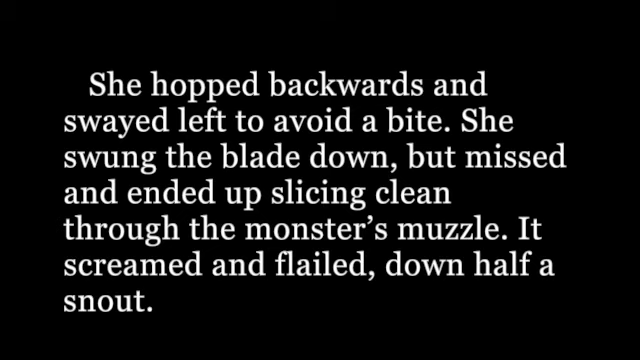 She hopped backwards and
swayed left to avoid a bite. She
swung the blade down, but missed
and ended up slicing clean
through the monster’s muzzle. It
screamed and flailed, down half a
snout.